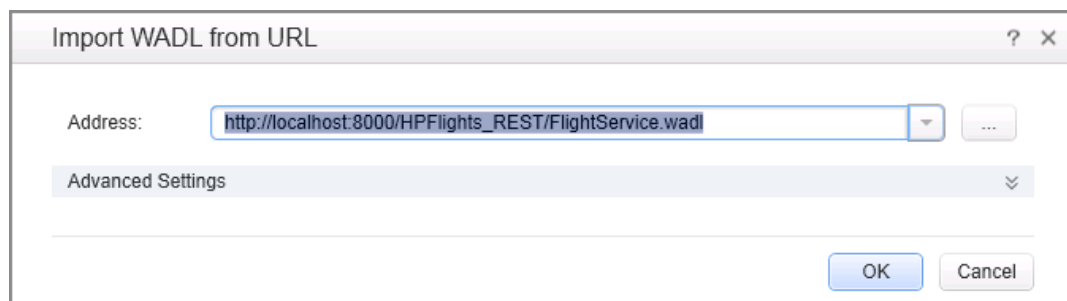 Import WADL from URL ? ×
Address: http://localhost:8000/HPFlights_REST/FlightService.wadl ...
Advanced Settings
OK Cancel